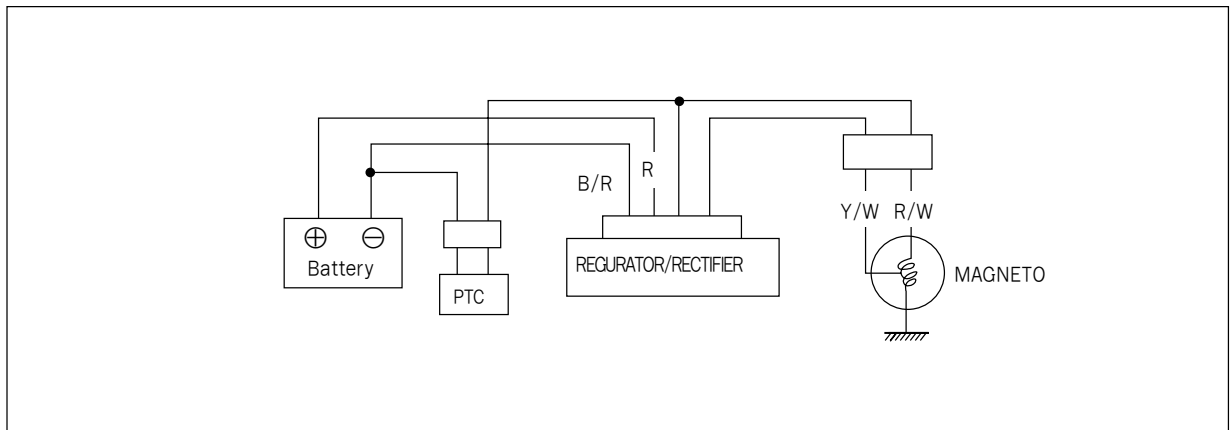 B/R
R
Y/W R/W
⊕ ⊖
Battery
PTC
REGURATOR/RECTIFIER
MAGNETO